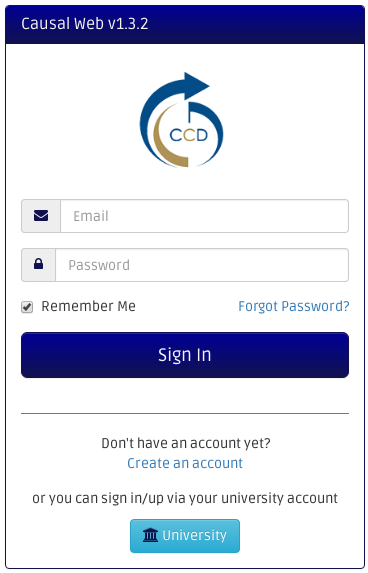 Causal Web v1.3.2
CCD
Email
Password
Remember Me
Forgot Password?
Sign In
Don't have an account yet?
Create an account
or you can sign in/up via your university account
University